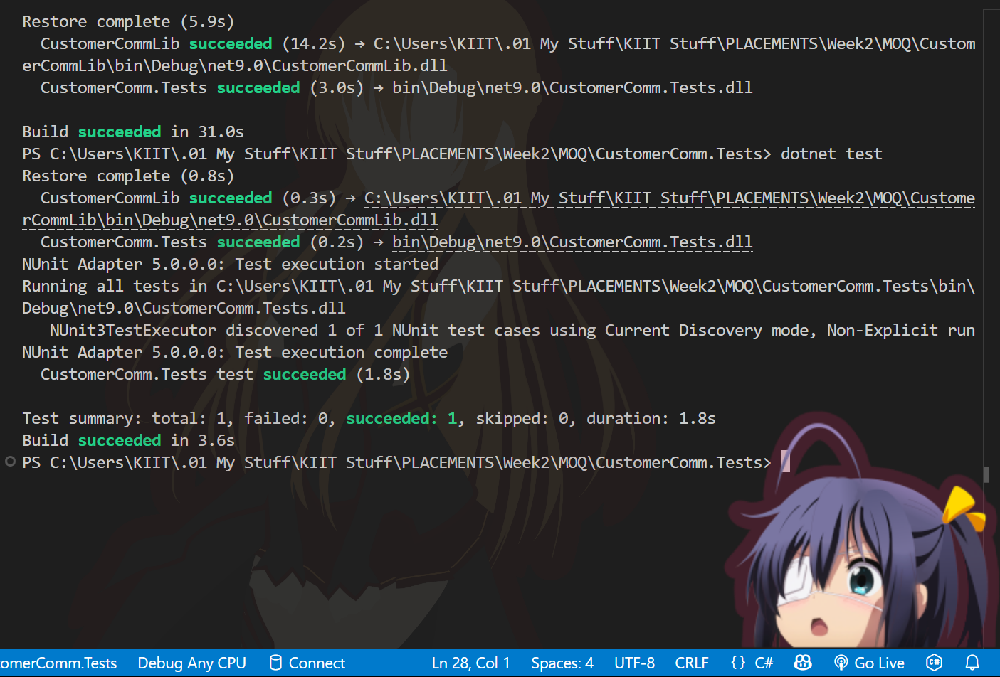 Restore complete (5.9s)
CustomerCommLib succeeded (14.2s) → C:\Users\KIIT\.01 My Stuff\KIIT Stuff\PLACEMENTS\Week2\MOQ\Custom
erCommLib\bin\Debug\net9.0\CustomerCommLib.dll
CustomerComm.Tests succeeded (3.0s) → bin\Debug\net9.0\CustomerComm.Tests.dll
Build succeeded in 31.0s
PS C:\Users\KIIT\.01 My Stuff\KIIT Stuff\PLACEMENTS\Week2\MOQ\CustomerComm.Tests> dotnet test
Restore complete (0.8s)
CustomerCommLib succeeded (0.3s) → C:\Users\KIIT\.01 My Stuff\KIIT Stuff\PLACEMENTS\Week2\MOQ\Custome
rCommLib\bin\Debug\net9.0\CustomerCommLib.dll
CustomerComm.Tests succeeded (0.2s) → bin\Debug\net9.0\CustomerComm.Tests.dll
NUnit Adapter 5.0.0.0: Test execution started
Running all tests in C:\Users\KIIT\.01 My Stuff\KIIT Stuff\PLACEMENTS\Week2\MOQ\CustomerComm.Tests\bin\
Debug\net9.0\CustomerComm.Tests.dll
NUnit3TestExecutor discovered 1 of 1 NUnit test cases using Current Discovery mode, Non-Explicit run
NUnit Adapter 5.0.0.0: Test execution complete
CustomerComm.Tests test succeeded (1.8s)
Test summary: total: 1, failed: 0, succeeded: 1, skipped: 0, duration: 1.8s
Build succeeded in 3.6s
PS C:\Users\KIIT\.01 My Stuff\KIIT Stuff\PLACEMENTS\Week2\MOQ\CustomerComm.Tests>
tomerComm.Tests Debug Any CPU Connect Ln 28, Col 1 Spaces: 4 UTF-8 CRLF {} C# Go Live C#